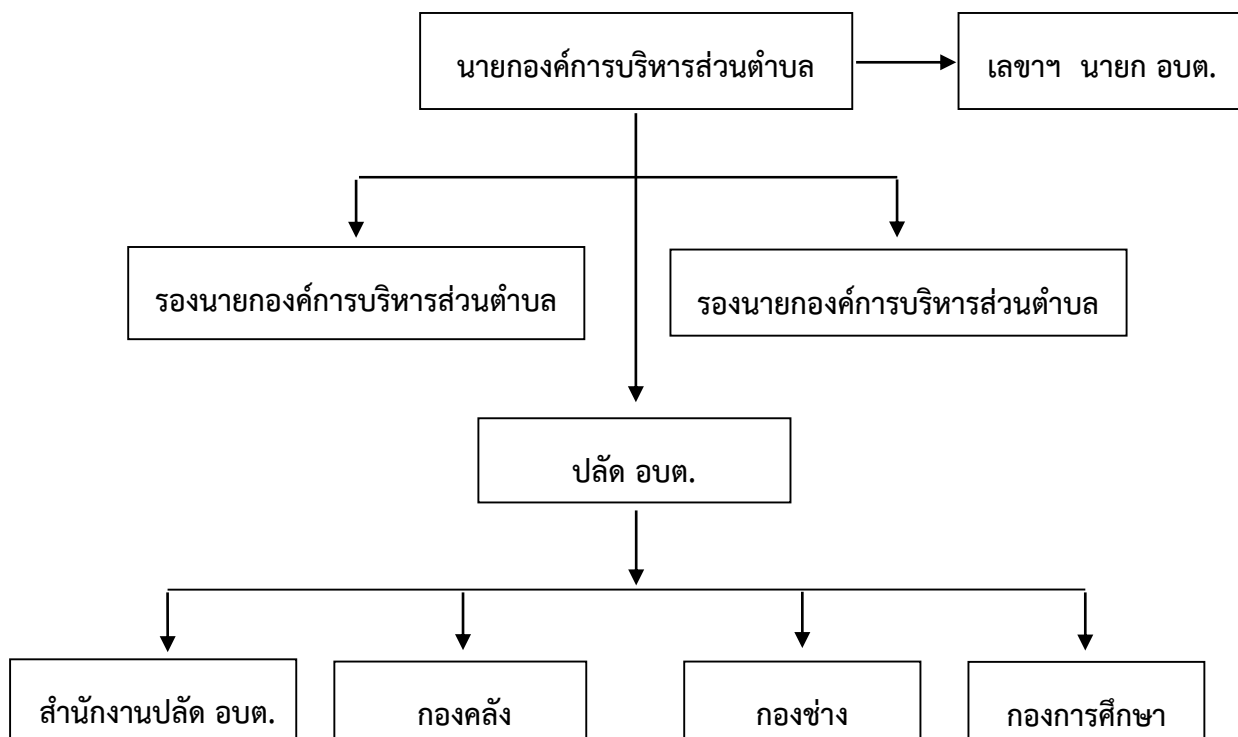 นายกองค์การบริหารส่วนตำบล
เลขาฯ นายก อบต.
รองนายกองค์การบริหารส่วนตำบล
รองนายกองค์การบริหารส่วนตำบล
ปลัด อบต.
สำนักงานปลัด อบต.
กองคลัง
กองช่าง
กองการศึกษา